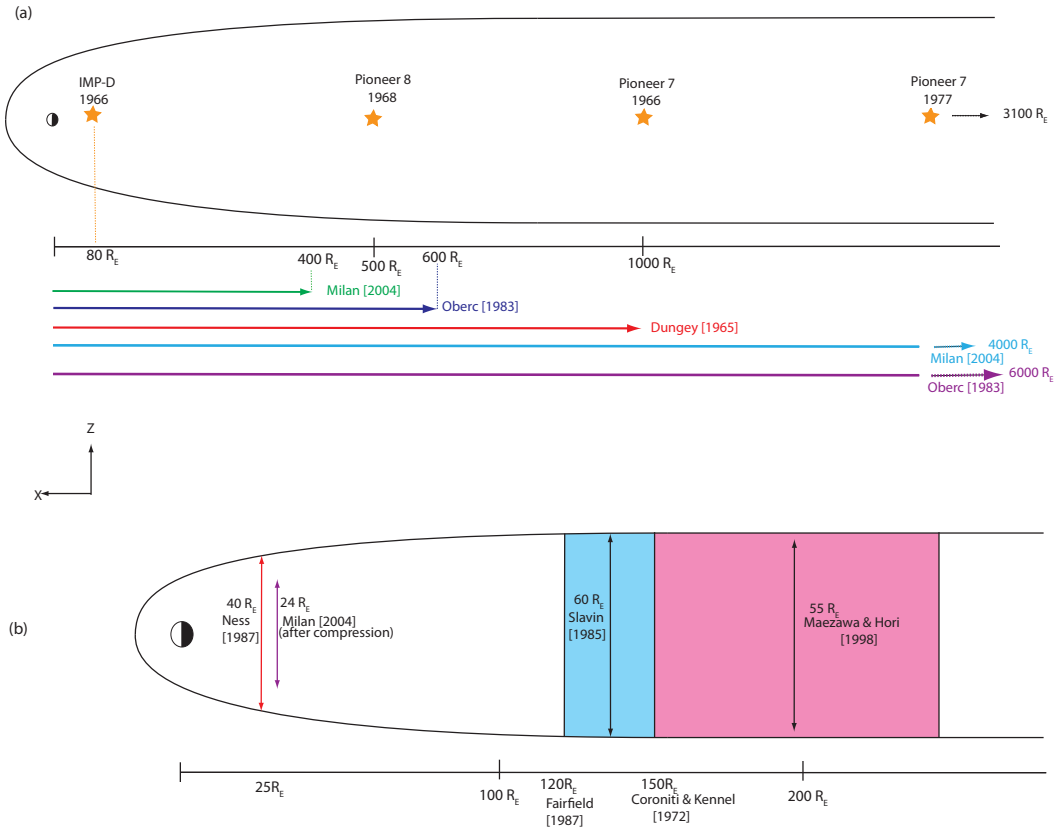 (a)
IMP-D
1966
Pioneer 8
1968
Pioneer 7
1966
Pioneer 7
1977
3100 R_E
80 R_E
400 R_E
500 R_E
600 R_E
1000 R_E
Milan [2004]
Oberc [1983]
Dungey [1965]
4000 R_E
Milan [2004]
6000 R_E
Oberc [1983]
Z
X
(b)
40 R_E
Ness
[1987]
24 R_E
Milan [2004]
(after compression)
60 R_E
Slavin
[1985]
55 R_E
Maezawa & Hori
[1998]
25R_E
100 R_E
120R_E
Fairfield
[1987]
150R_E
Coroniti & Kennel
[1972]
200 R_E